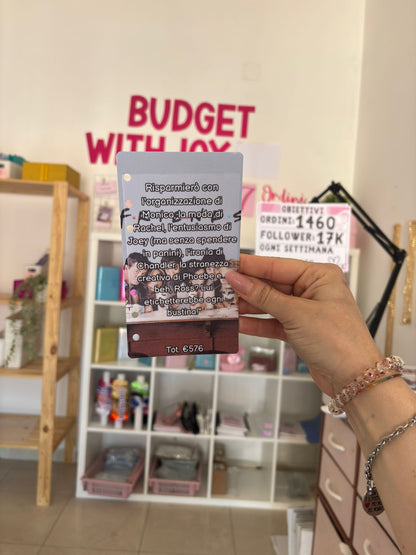 BUDGET
WITH JOY
Risparmierò con
l'organizzazione di
Monica, la moda di
Rachel, l'entusiasmo di
Joey (ma senza spendere
in panini), l'ironia di
Chandler, la stranezza
creativa di Phoebe e
beh, Ross? Lui
etichetterebbe ogni
bustina!"
Tot. €576
Ordini
OBIETTIVI
ORDINI: 1460
FOLLOWER: 17K
OGNI SETTIMANA